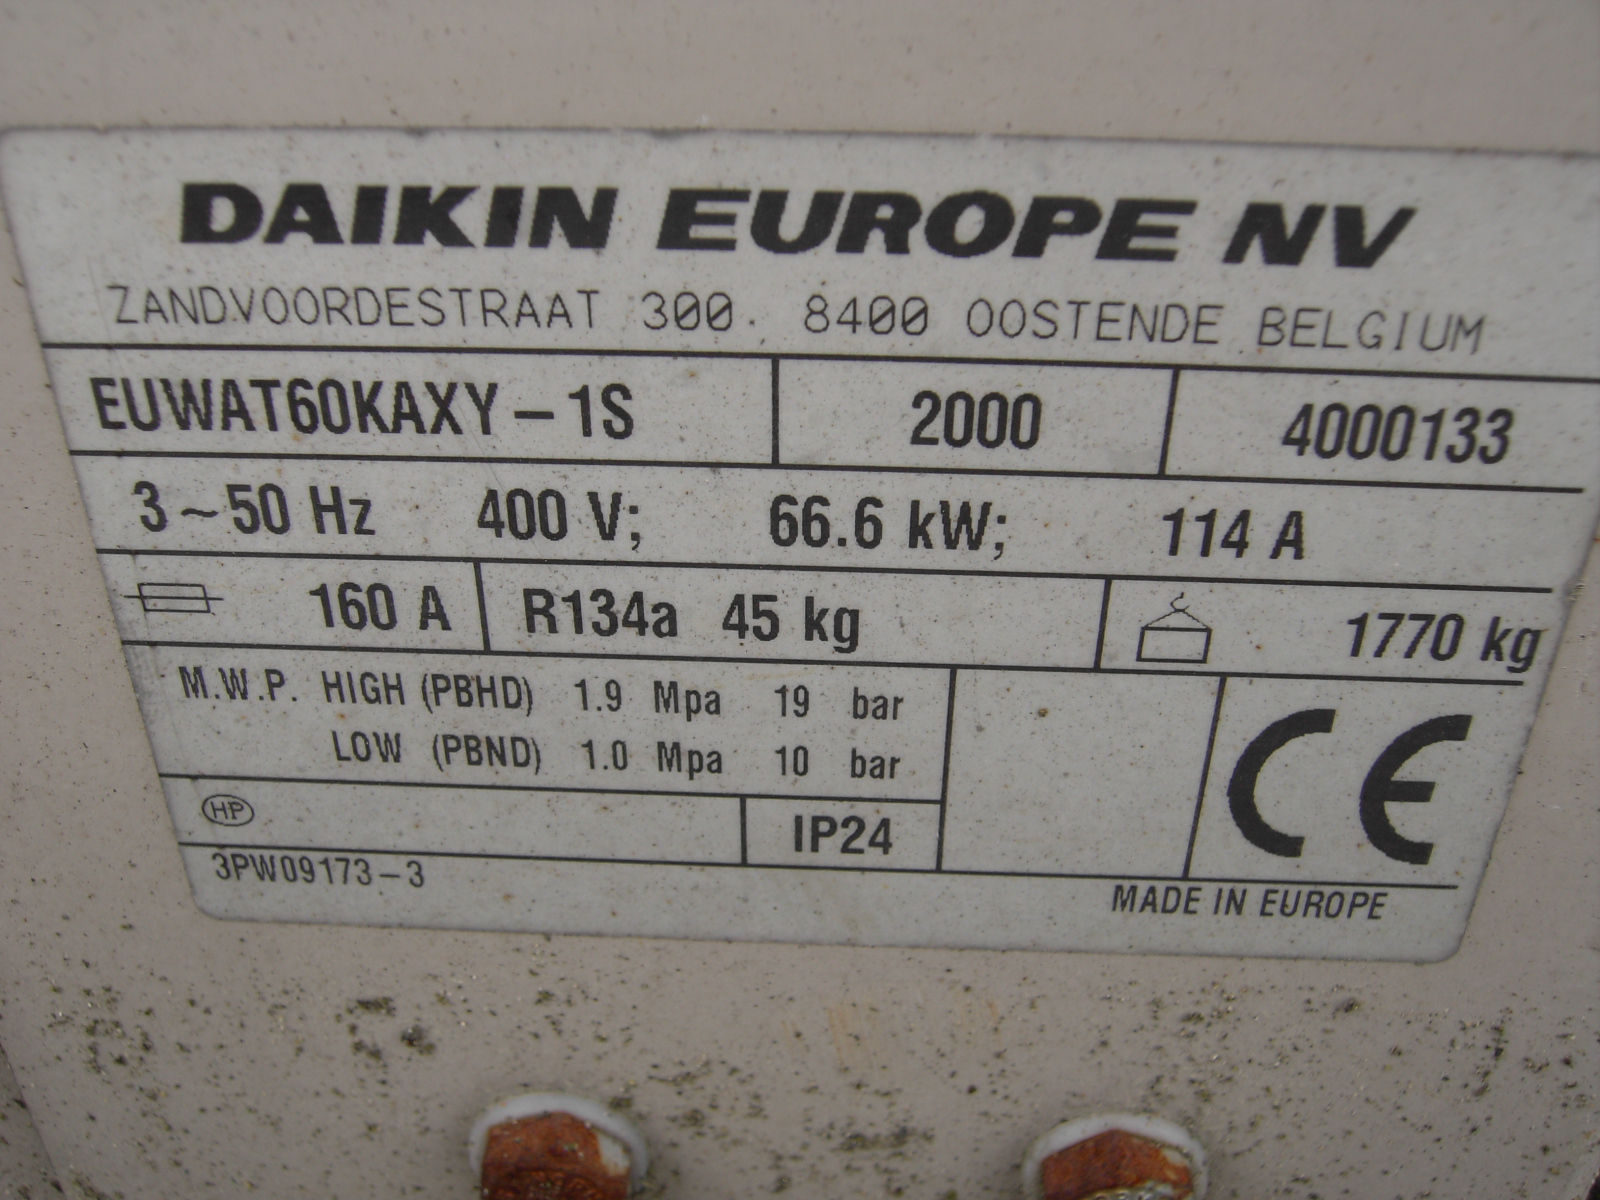 DAIKIN EUROPE NV
ZANDVOORDESTRAAT 300. 8400 OOSTENDE BELGIUM
EUWAT60KAXY-1S 2000 4000133
3~50 Hz 400 V; 66.6 kW; 114 A
160 A R134a 45 kg 1770 kg
M.W.P. HIGH (PBHD) 1.9 Mpa 19 bar
LOW (PBND) 1.0 Mpa 10 bar
CE
HP IP24
3PW09173-3
MADE IN EUROPE